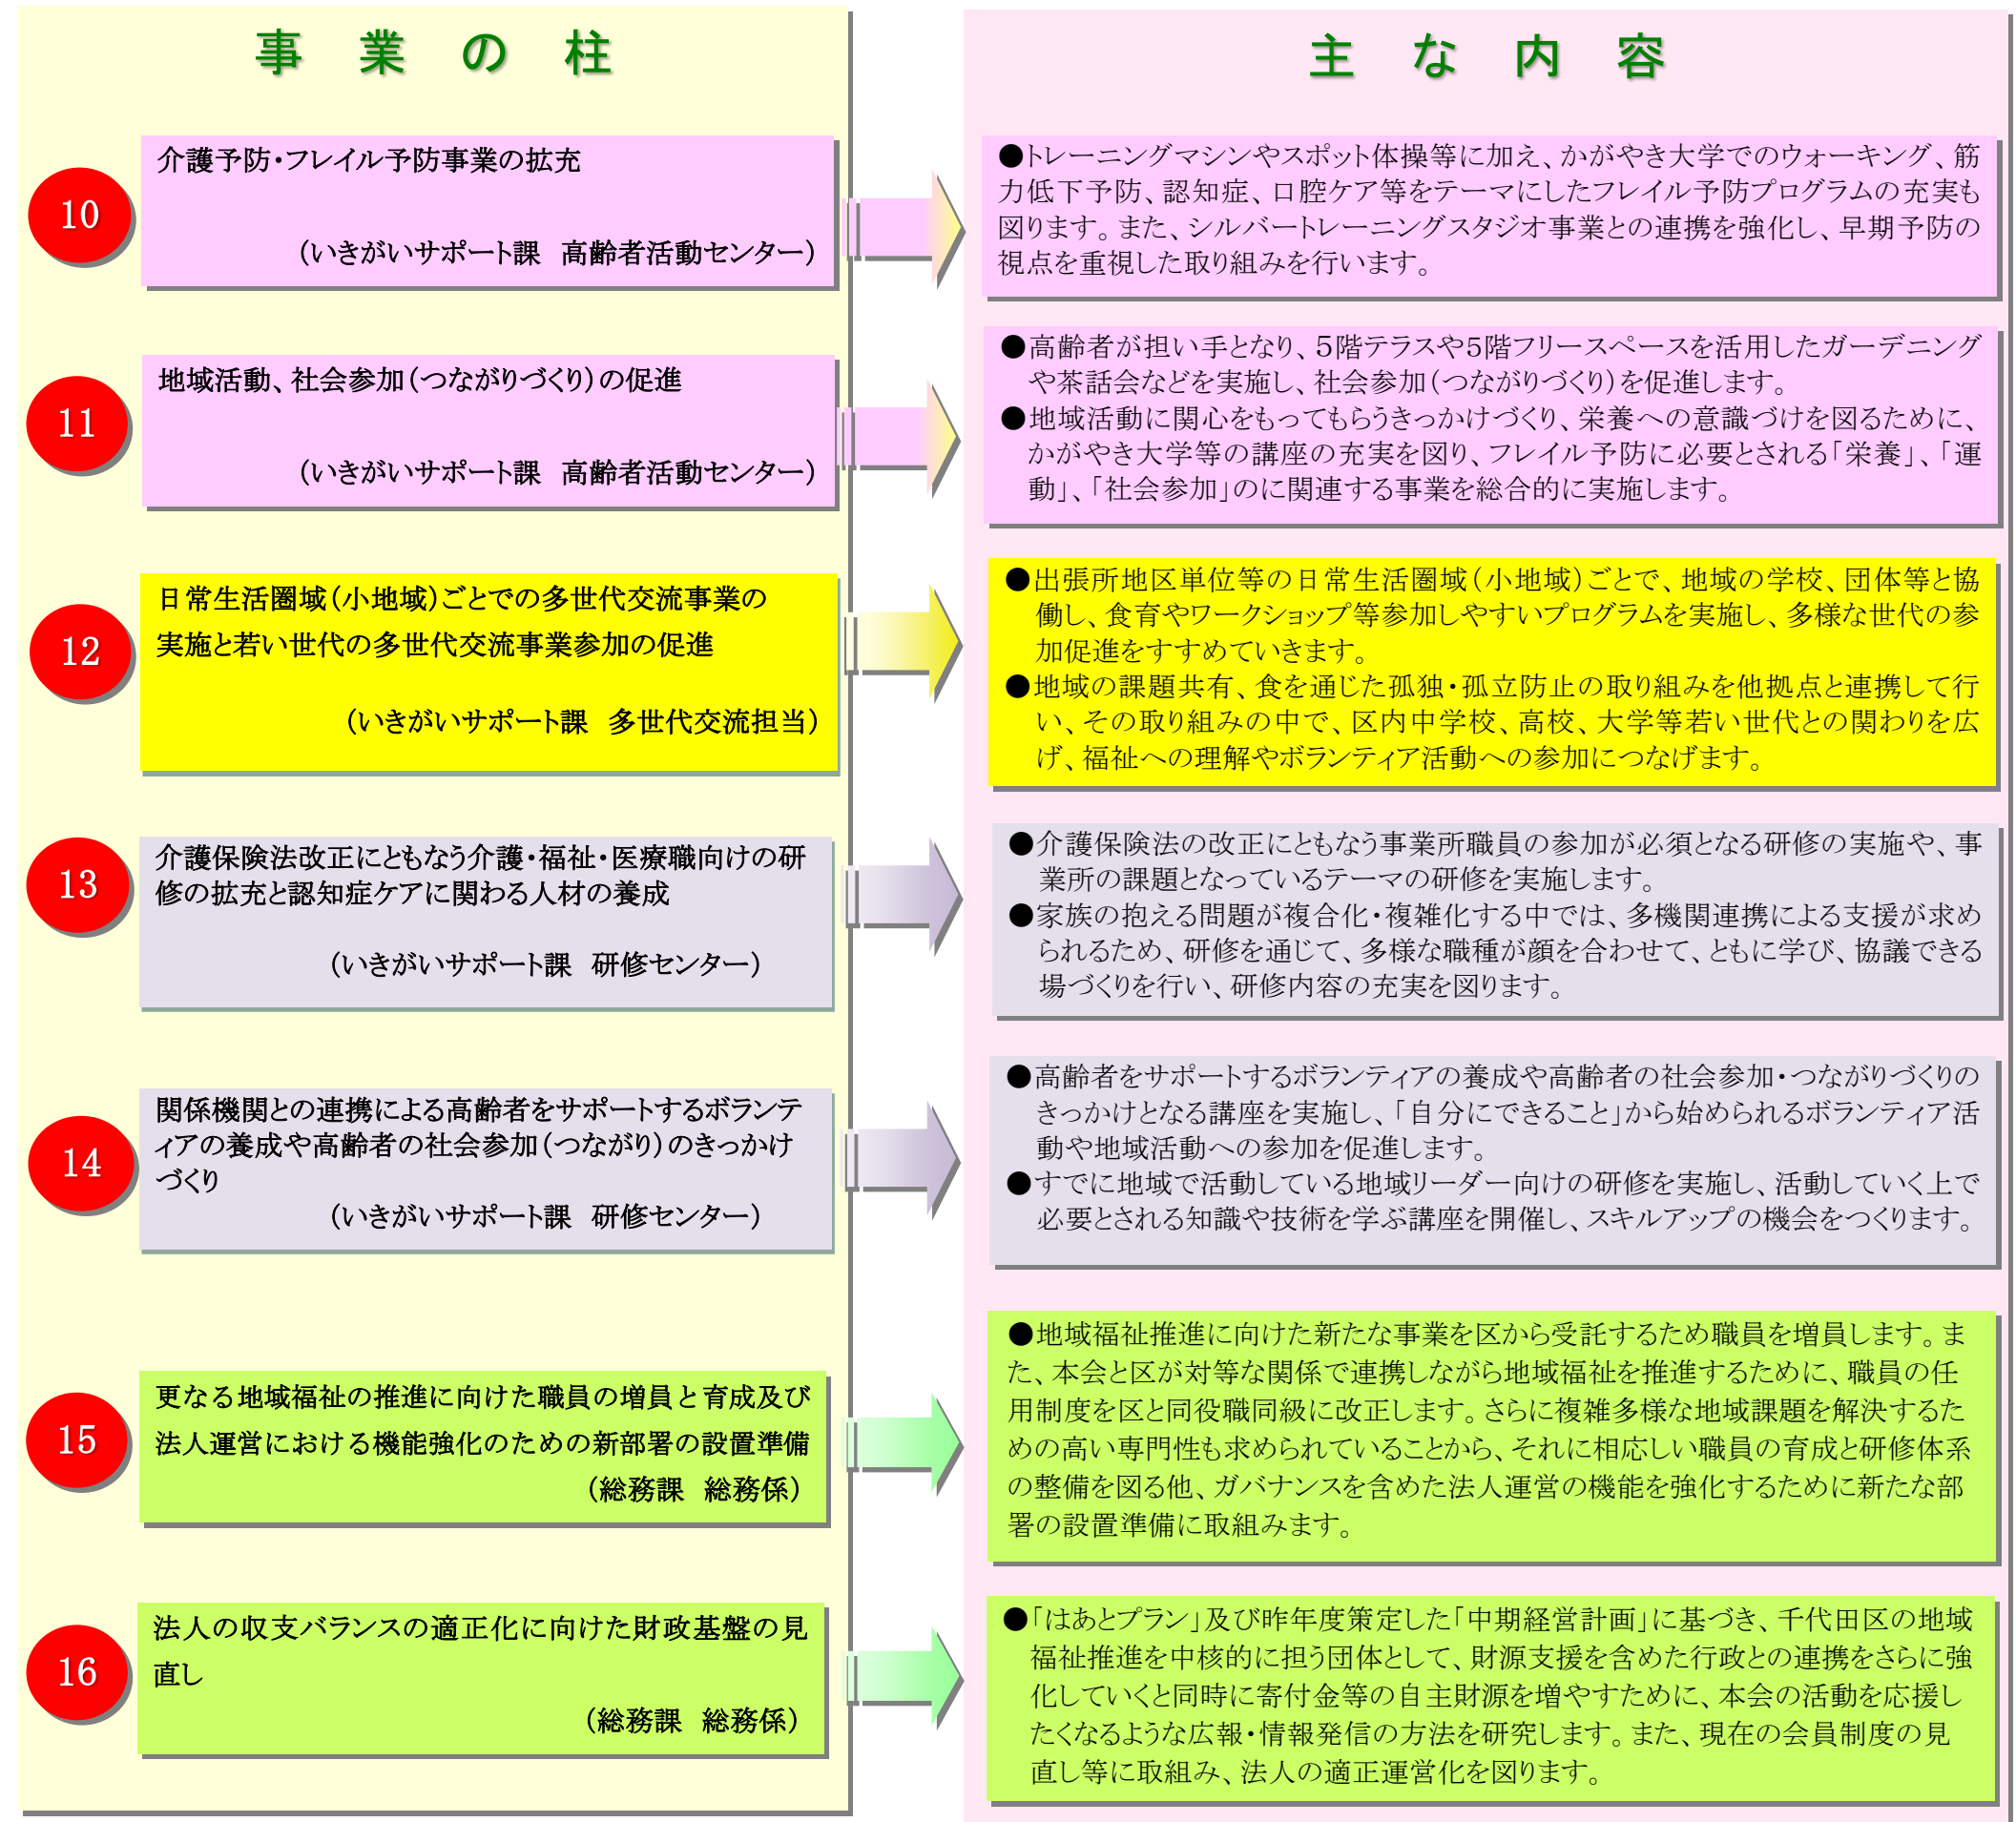 事　業　の　柱
主　な　内　容
10
介護予防・フレイル予防事業の拡充
（いきがいサポート課　高齢者活動センター）
●トレーニングマシンやスポット体操等に加え、かがやき大学でのウォーキング、筋
力低下予防、認知症、口腔ケア等をテーマにしたフレイル予防プログラムの充実も
図ります。また、シルバートレーニングスタジオ事業との連携を強化し、早期予防の
視点を重視した取り組みを行います。
11
地域活動、社会参加（つながりづくり）の促進
（いきがいサポート課　高齢者活動センター）
●高齢者が担い手となり、５階テラスや５階フリースペースを活用したガーデニング
や茶話会などを実施し、社会参加（つながりづくり）を促進します。
●地域活動に関心をもってもらうきっかけづくり、栄養への意識づけを図るために、
かがやき大学等の講座の充実を図り、フレイル予防に必要とされる「栄養」、「運
動」、「社会参加」のに関連する事業を総合的に実施します。
12
日常生活圏域（小地域）ごとでの多世代交流事業の
実施と若い世代の多世代交流事業参加の促進
（いきがいサポート課　多世代交流担当）
●出張所地区単位等の日常生活圏域（小地域）ごとで、地域の学校、団体等と協
働し、食育やワークショップ等参加しやすいプログラムを実施し、多様な世代の参
加促進をすすめていきます。
●地域の課題共有、食を通じた孤独・孤立防止の取り組みを他拠点と連携して行
い、その取り組みの中で、区内中学校、高校、大学等若い世代との関わりを広
げ、福祉への理解やボランティア活動への参加につなげます。
13
介護保険法改正にともなう介護・福祉・医療職向けの研
修の拡充と認知症ケアに関わる人材の養成
（いきがいサポート課　研修センター）
●介護保険法の改正にともなう事業所職員の参加が必須となる研修の実施や、事
業所の課題となっているテーマの研修を実施します。
●家族の抱える問題が複合化・複雑化する中では、多機関連携による支援が求め
られるため、研修を通じて、多様な職種が顔を合わせて、ともに学び、協議できる
場づくりを行い、研修内容の充実を図ります。
14
関係機関との連携による高齢者をサポートするボランテ
ィアの養成や高齢者の社会参加（つながり）のきっかけ
づくり
（いきがいサポート課　研修センター）
●高齢者をサポートするボランティアの養成や高齢者の社会参加・つながりづくりの
きっかけとなる講座を実施し、「自分にできること」から始められるボランティア活
動や地域活動への参加を促進します。
●すでに地域で活動している地域リーダー向けの研修を実施し、活動していく上で
必要とされる知識や技術を学ぶ講座を開催し、スキルアップの機会をつくります。
15
更なる地域福祉の推進に向けた職員の増員と育成及び
法人運営における機能強化のための新部署の設置準備
（総務課　総務係）
●地域福祉推進に向けた新たな事業を区から受託するため職員を増員します。ま
た、本会と区が対等な関係で連携しながら地域福祉を推進するために、職員の任
用制度を区と同役職同級に改正します。さらに複雑多様な地域課題を解決するた
めの高い専門性も求められていることから、それに相応しい職員の育成と研修体系
の整備を図る他、ガバナンスを含めた法人運営の機能を強化するために新たな部
署の設置準備に取組みます。
16
法人の収支バランスの適正化に向けた財政基盤の見
直し
（総務課　総務係）
●「はあとプラン」及び昨年度策定した「中期経営計画」に基づき、千代田区の地域
福祉推進を中核的に担う団体として、財源支援を含めた行政との連携をさらに強
化していくと同時に寄付金等の自主財源を増やすために、本会の活動を応援し
たくなるような広報・情報発信の方法を研究します。また、現在の会員制度の見
直し等に取組み、法人の適正運営化を図ります。